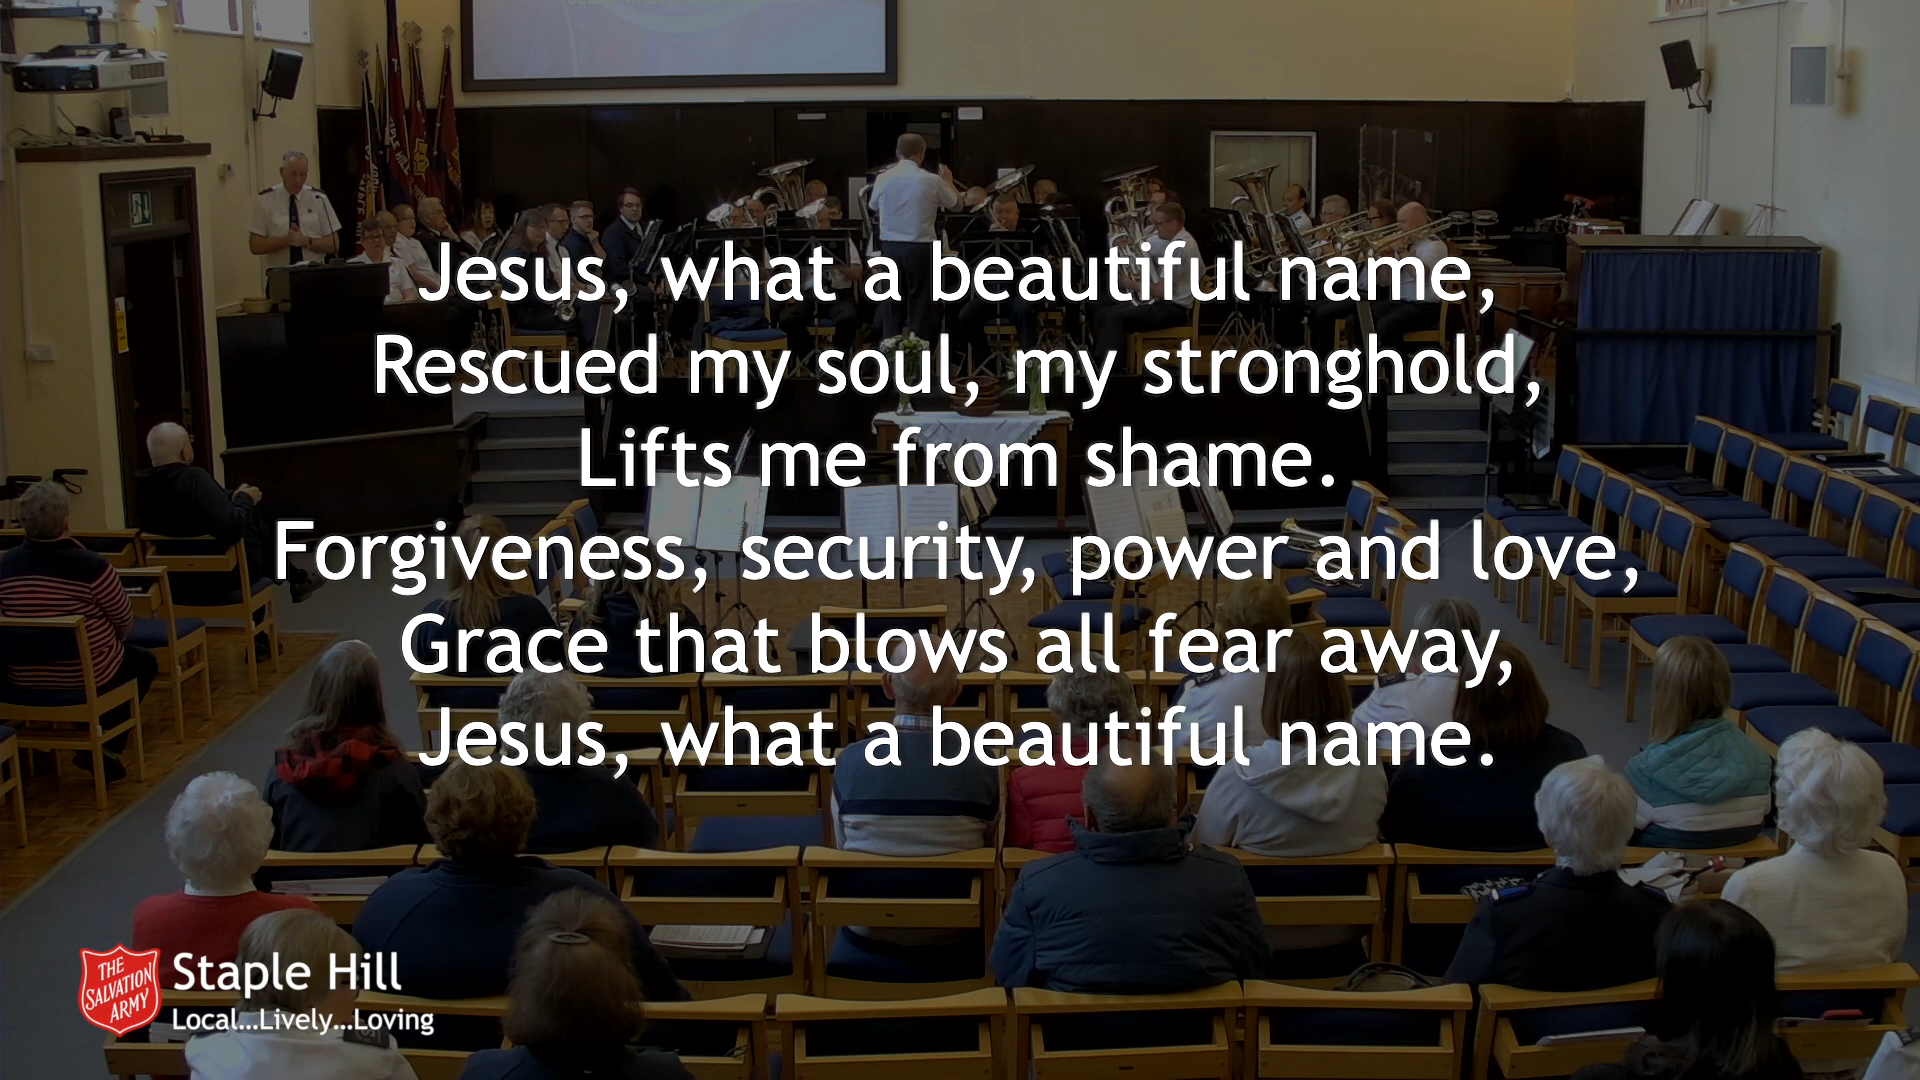 Jesus, what a beautiful name,
Rescued my soul, my stronghold,
Lifts me from shame.
Forgiveness, security, power and love,
Grace that blows all fear away,
Jesus, what a beautiful name.
THE
SALVATION
ARMY
Staple Hill
Local...Lively...Loving